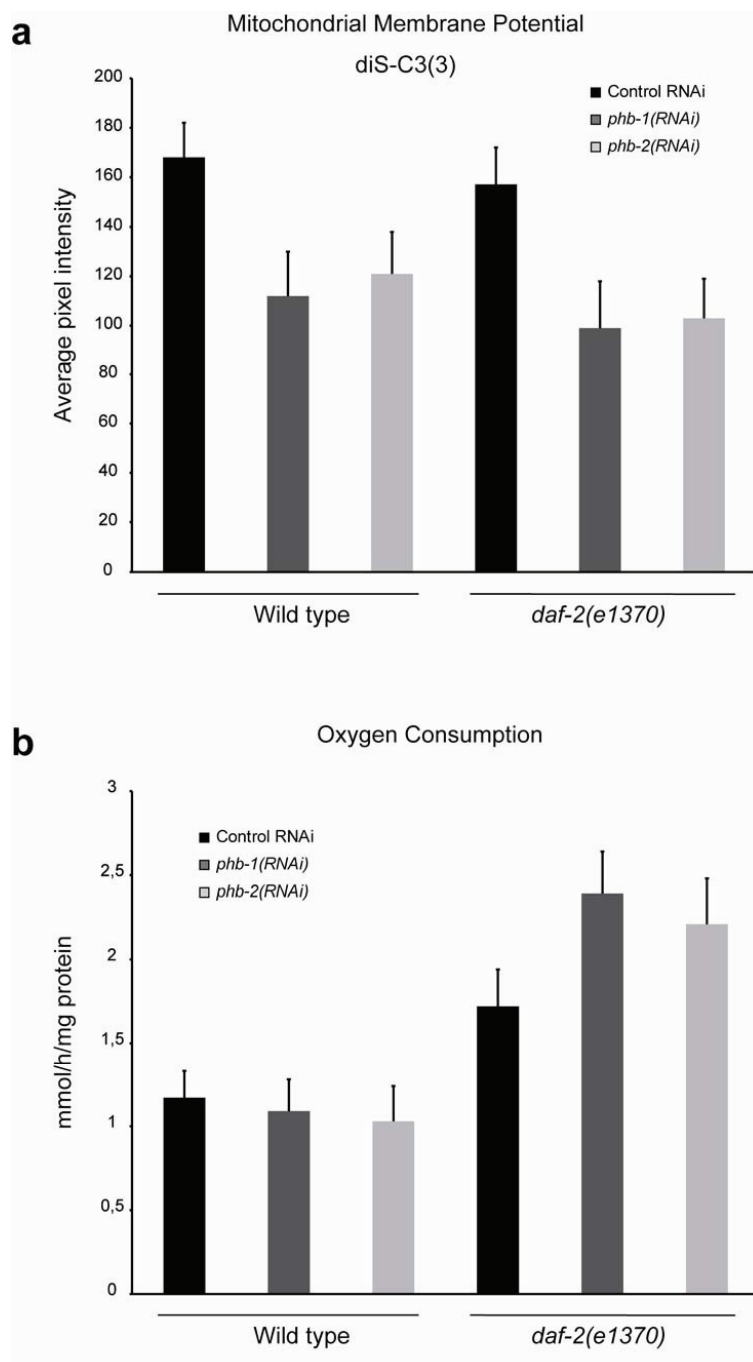 a
Mitochondrial Membrane Potential
diS-C3(3)
Average pixel intensity
200
180
160
140
120
100
80
60
40
20
0
Control RNAi
phb-1(RNAi)
phb-2(RNAi)
Wild type
daf-2(e1370)
b
Oxygen Consumption
mmol/h/mg protein
3
2,5
2
1,5
1
0,5
0
Control RNAi
phb-1(RNAi)
phb-2(RNAi)
Wild type
daf-2(e1370)